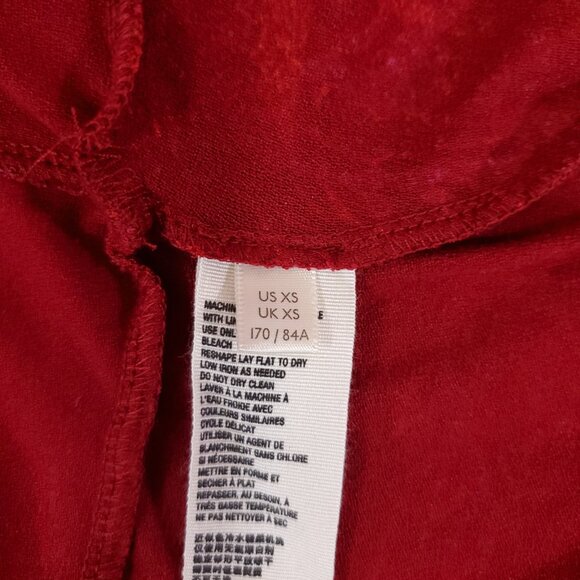 US XS
UK XS
170 / 84A
MACHIN E
WITH LI
USE ONL
BLEACH
RESHAPE LAY FLAT TO DRY
LOW IRON AS NEEDED
DO NOT DRY CLEAN
LAVER À LA MACHINE À
L'EAU FROIDE AVEC
COULEURS SIMILAIRES
CYCLE DÉLICAT
UTILISER UN AGENT DE
BLANCHIMENT SANS CHLORE
SI NÉCESSAIRE
METTRE EN FORME ET
SÉCHER À PLAT
REPASSER, AU BESOIN, À
TRÈS BASSE TEMPÉRATURE
NE PAS NETTOYER À SEC